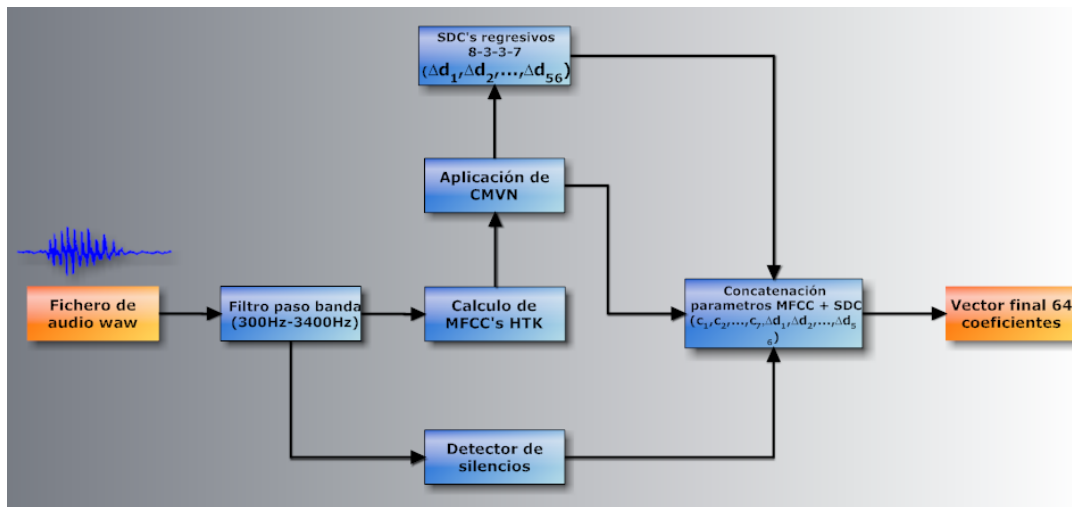 SDC's regresivos
8-3-3-7
(Δd1,Δd2,...,Δd56)
Aplicación de
CMVN
Fichero de
audio waw
Filtro paso banda
(300Hz-3400Hz)
Calculo de
MFCC's HTK
Concatenación
parametros MFCC + SDC
(c1,c2,...,c7,Δd1,Δd2,...,Δd5
6)
Vector final 64
coeficientes
Detector de
silencios